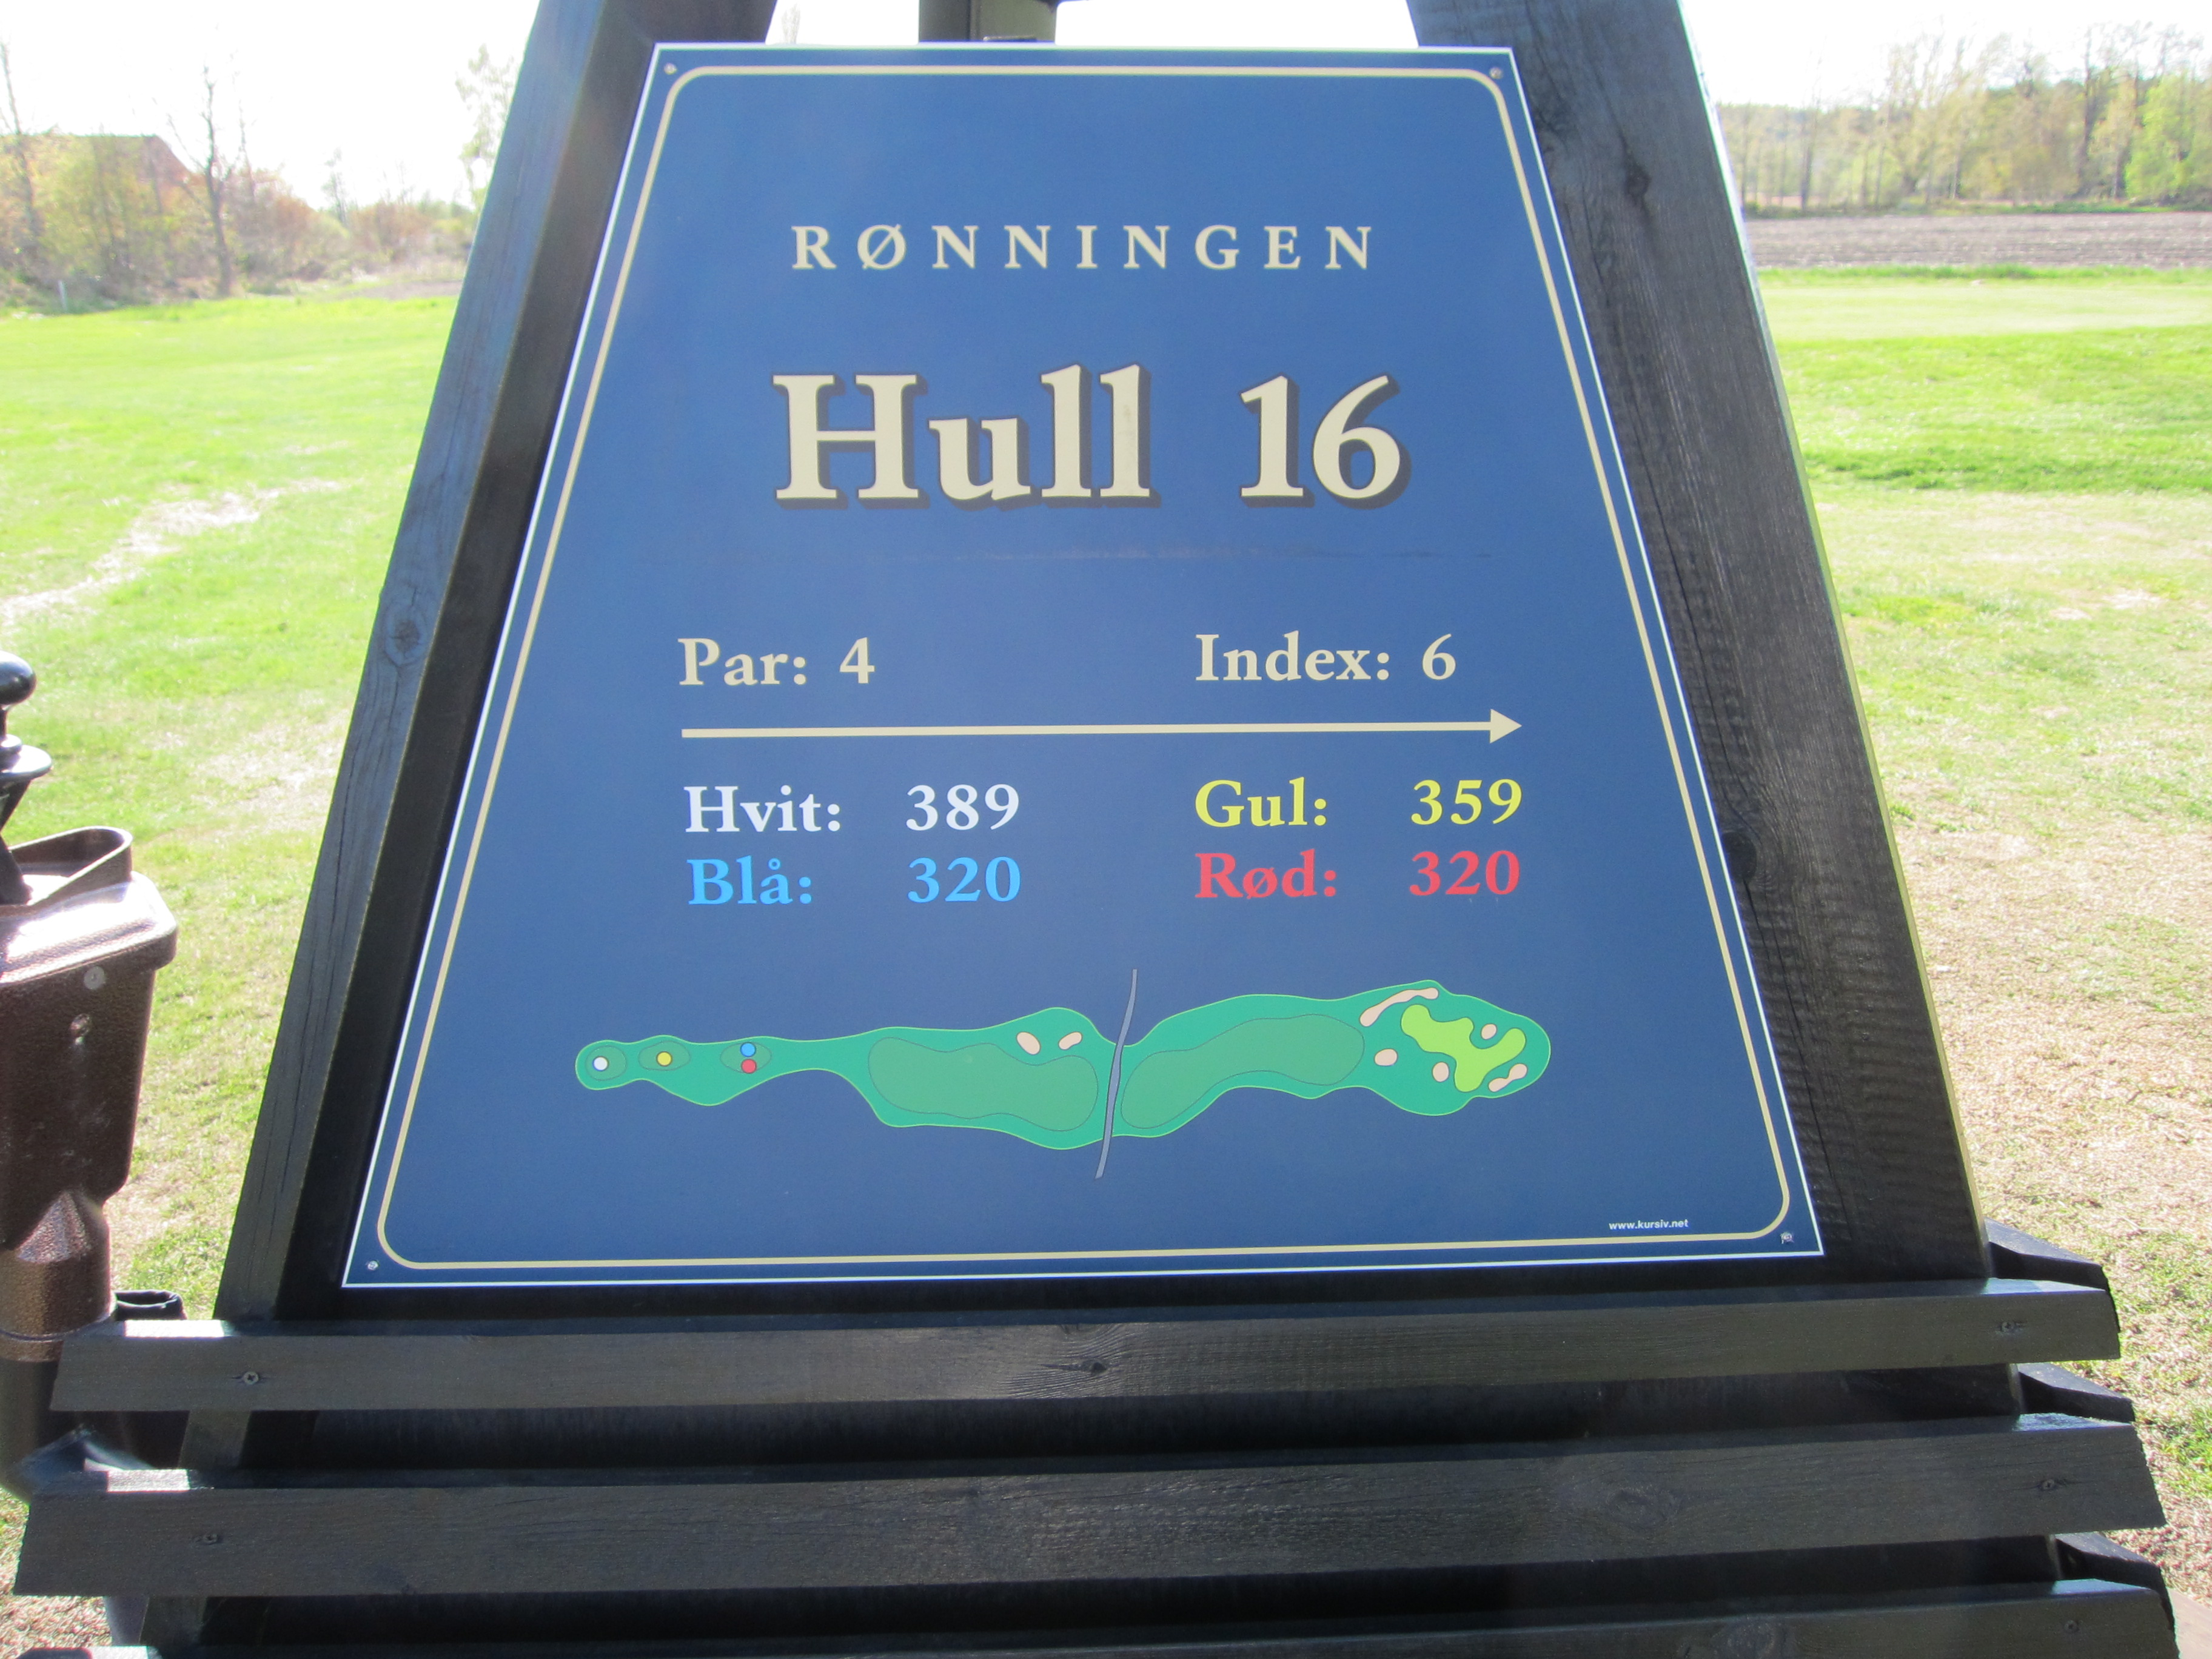 RØNNINGEN
Hull 16
Par: 4 Index: 6
Hvit: 389 Gul: 359
Blå: 320 Rød: 320
www.kursiv.net